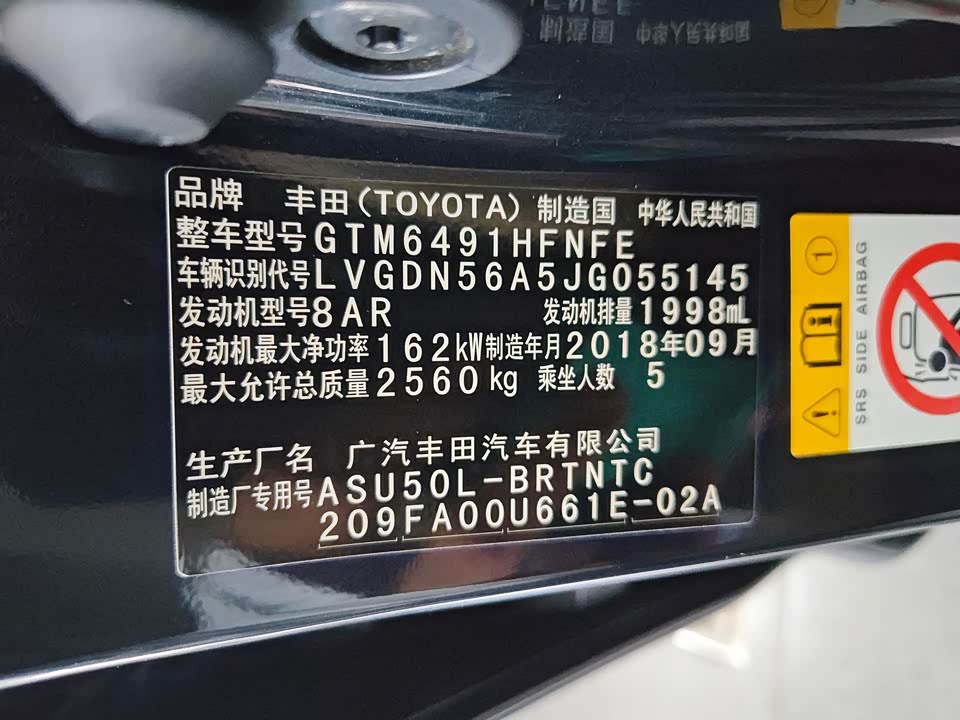 品牌 丰田(TOYOTA) 制造国 中华人民共和国
整车型号GTM6491HFNFE
车辆识别代号LVGDN56A5JG055145
发动机型号8AR 发动机排量1998mL
发动机最大净功率162kW制造年月2018年09月
最大允许总质量2560kg 乘坐人数 5
生产厂名 广汽丰田汽车有限公司
制造厂专用号ASU50L-BRTNTC
209FA00U661E-02A
SRS SIDE AIRBAG
1